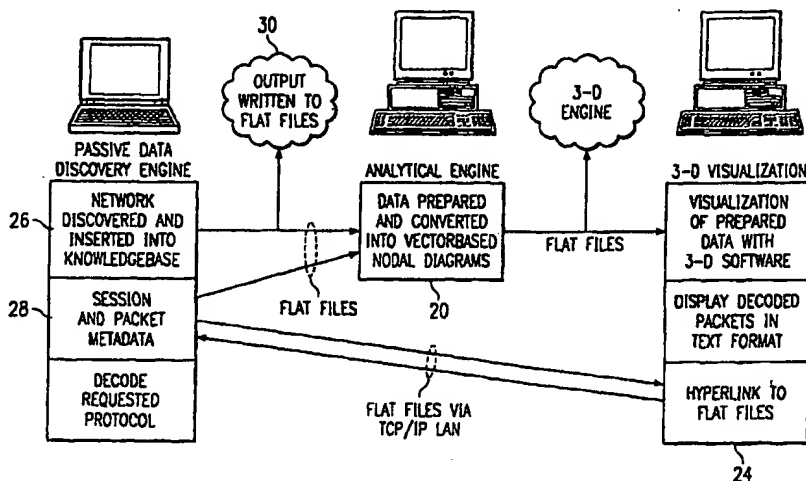 30
OUTPUT
WRITTEN TO
FLAT FILES
3-D
ENGINE
PASSIVE DATA
DISCOVERY ENGINE
ANALYTICAL ENGINE
3-D VISUALIZATION
26
NETWORK
DISCOVERED AND
INSERTED INTO
KNOWLEDGEBASE
DATA PREPARED
AND CONVERTED
INTO VECTORBASED
NODAL DIAGRAMS
FLAT FILES
VISUALIZATION
OF PREPARED
DATA WITH
3-D SOFTWARE
28
SESSION
AND PACKET
METADATA
FLAT FILES
20
DISPLAY DECODED
PACKETS IN
TEXT FORMAT
DECODE
REQUESTED
PROTOCOL
FLAT FILES VIA
TCP/IP LAN
HYPERLINK TO
FLAT FILES
24